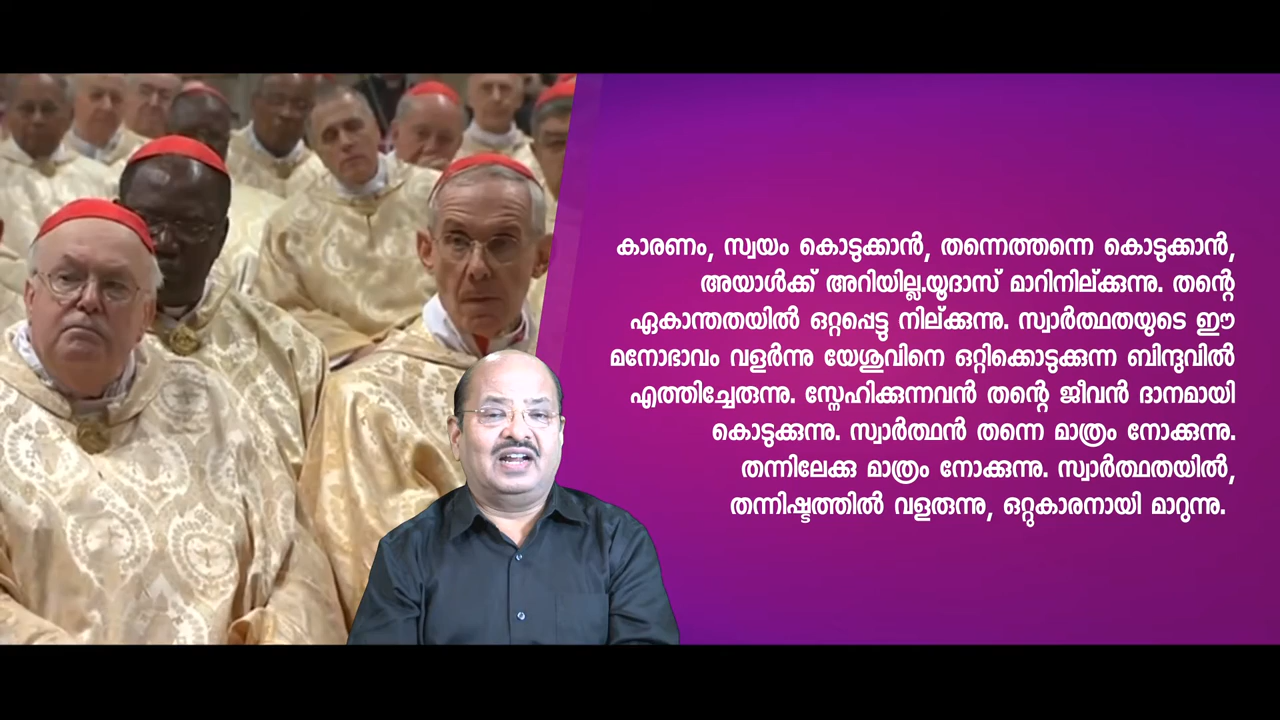 കാരണം, സ്വയം കൊടുക്കാൻ, തന്നെത്തന്നെ കൊടുക്കാൻ,
അയാൾക്ക് അറിയില്ല.യൂദാസ് മാറിനില്ക്കുന്നു. തന്റെ
ഏകാന്തതയിൽ ഒറ്റപ്പെട്ടു നില്ക്കുന്നു. സ്വാർത്ഥതയുടെ ഈ
മനോഭാവം വളർന്നു യേശുവിനെ ഒറ്റിക്കൊടുക്കുന്ന ബിന്ദുവിൽ
എത്തിച്ചേരുന്നു. സ്നേഹിക്കുന്നവൻ തന്റെ ജീവൻ ദാനമായി
കൊടുക്കുന്നു. സ്വാർത്ഥൻ തന്നെ മാത്രം നോക്കുന്നു.
തന്നിലേക്കു മാത്രം നോക്കുന്നു. സ്വാർത്ഥതയിൽ,
തന്നിഷ്ടത്തിൽ വളരുന്നു, ഒറ്റുകാരനായി മാറുന്നു.